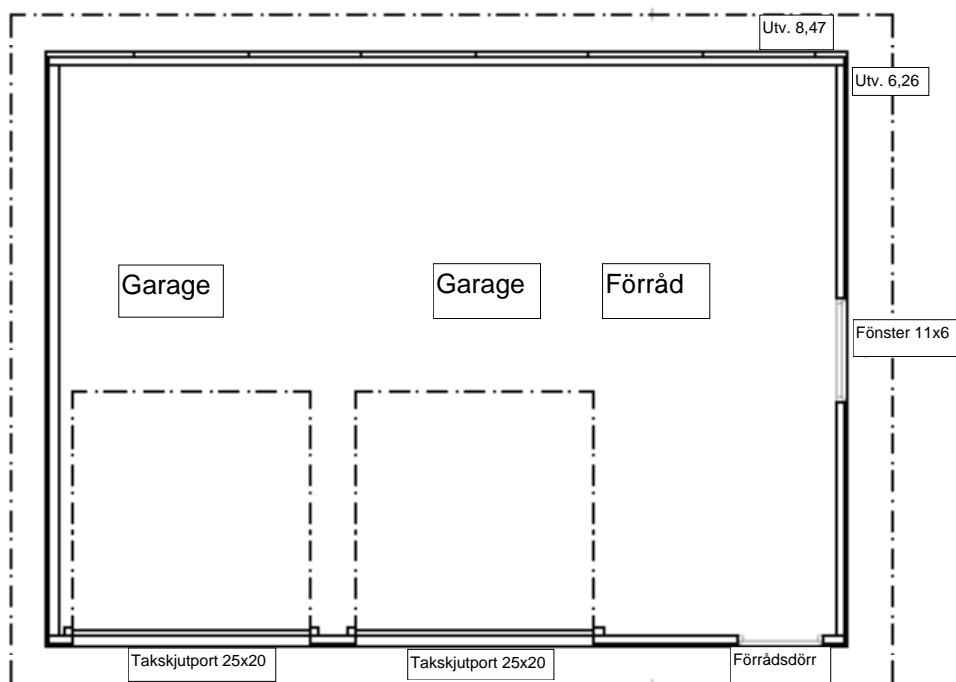 Utv. 8,47
Utv. 6,26
Garage
Garage
Förråd
Fönster 11x6
Takskjutport 25x20
Takskjutport 25x20
Förrådsdörr